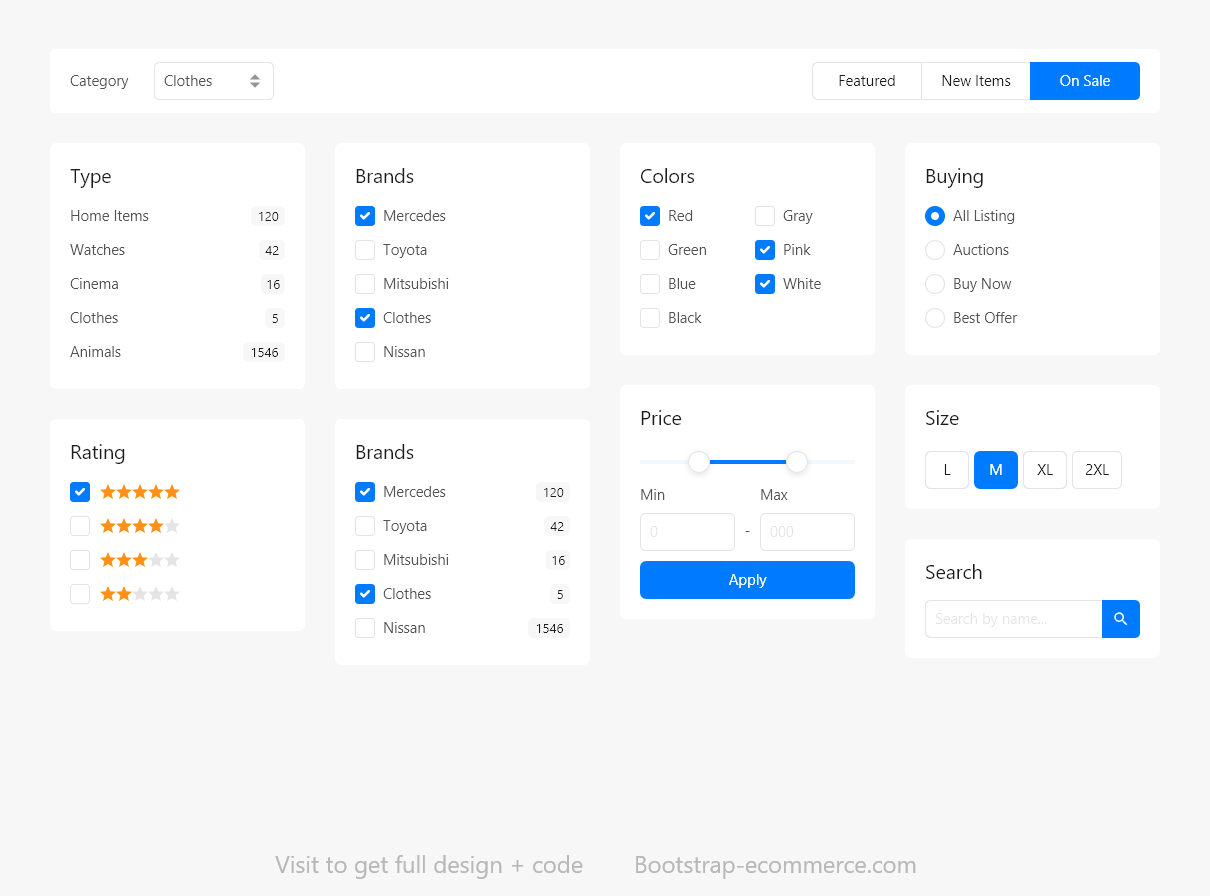 Category Clothes Featured New Items On Sale
Type
Home Items 120
Watches 42
Cinema 16
Clothes 5
Animals 1546
Brands
Mercedes
Toyota
Mitsubishi
Clothes
Nissan
Colors
Red Gray
Green Pink
Blue White
Black
Buying
All Listing
Auctions
Buy Now
Best Offer
Rating
Brands
Mercedes 120
Toyota 42
Mitsubishi 16
Clothes 5
Nissan 1546
Price
Min Max
0 - 000
Apply
Size
L M XL 2XL
Search
Search by name...
Visit to get full design + code Bootstrap-ecommerce.com